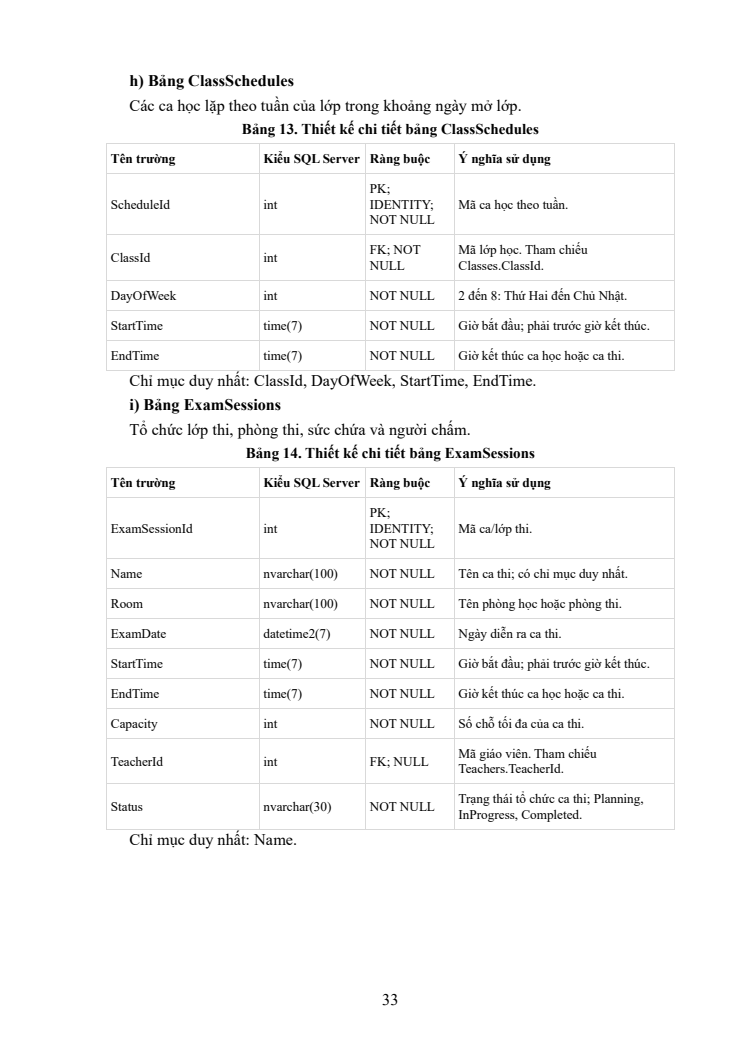 h) Bảng ClassSchedules
Các ca học lặp theo tuần của lớp trong khoảng ngày mở lớp.
Bảng 13. Thiết kế chi tiết bảng ClassSchedules
Tên trường Kiểu SQL Server Ràng buộc Ý nghĩa sử dụng
ScheduleId int PK; IDENTITY; NOT NULL Mã ca học theo tuần.
ClassId int FK; NOT NULL Mã lớp học. Tham chiếu Classes.ClassId.
DayOfWeek int NOT NULL 2 đến 8: Thứ Hai đến Chủ Nhật.
StartTime time(7) NOT NULL Giờ bắt đầu; phải trước giờ kết thúc.
EndTime time(7) NOT NULL Giờ kết thúc ca học hoặc ca thi.
Chỉ mục duy nhất: ClassId, DayOfWeek, StartTime, EndTime.
i) Bảng ExamSessions
Tổ chức lớp thi, phòng thi, sức chứa và người chấm.
Bảng 14. Thiết kế chi tiết bảng ExamSessions
Tên trường Kiểu SQL Server Ràng buộc Ý nghĩa sử dụng
ExamSessionId int PK; IDENTITY; NOT NULL Mã ca/lớp thi.
Name nvarchar(100) NOT NULL Tên ca thi; có chỉ mục duy nhất.
Room nvarchar(100) NOT NULL Tên phòng học hoặc phòng thi.
ExamDate datetime2(7) NOT NULL Ngày diễn ra ca thi.
StartTime time(7) NOT NULL Giờ bắt đầu; phải trước giờ kết thúc.
EndTime time(7) NOT NULL Giờ kết thúc ca học hoặc ca thi.
Capacity int NOT NULL Số chỗ tối đa của ca thi.
TeacherId int FK; NULL Mã giáo viên. Tham chiếu Teachers.TeacherId.
Status nvarchar(30) NOT NULL Trạng thái tổ chức ca thi; Planning, InProgress, Completed.
Chỉ mục duy nhất: Name.
33